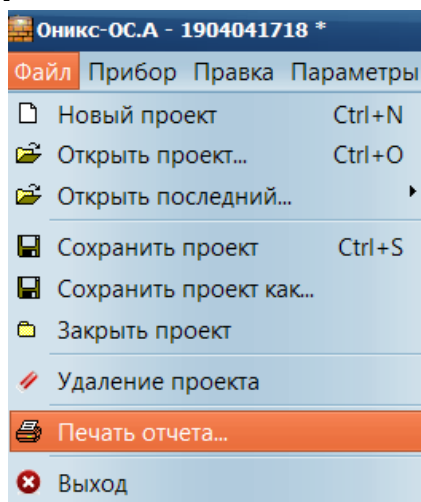 Оникс-ОС.А - 1904041718 *
Файл Прибор Правка Параметры
Новый проект Ctrl+N
Открыть проект... Ctrl+O
Открыть последний...
Сохранить проект Ctrl+S
Сохранить проект как...
Закрыть проект
Удаление проекта
Печать отчета...
Выход